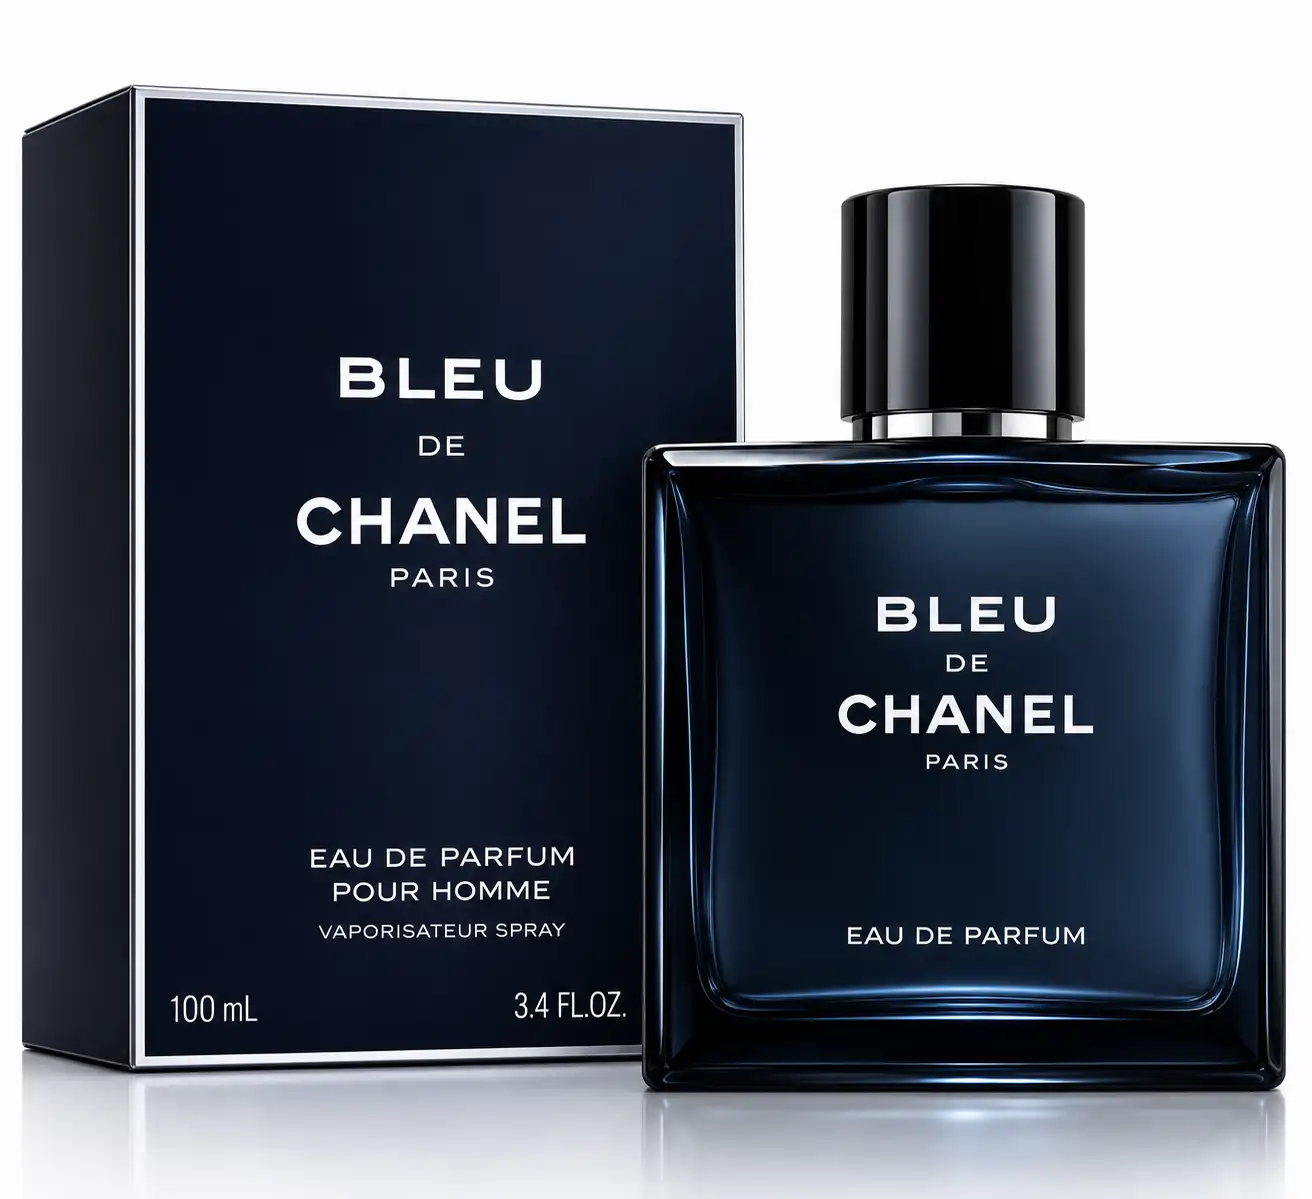 BLEU
DE
CHANEL
PARIS
EAU DE PARFUM
POUR HOMME
VAPORISATEUR SPRAY
100 mL
3.4 FL.OZ.
BLEU
DE
CHANEL
PARIS
EAU DE PARFUM